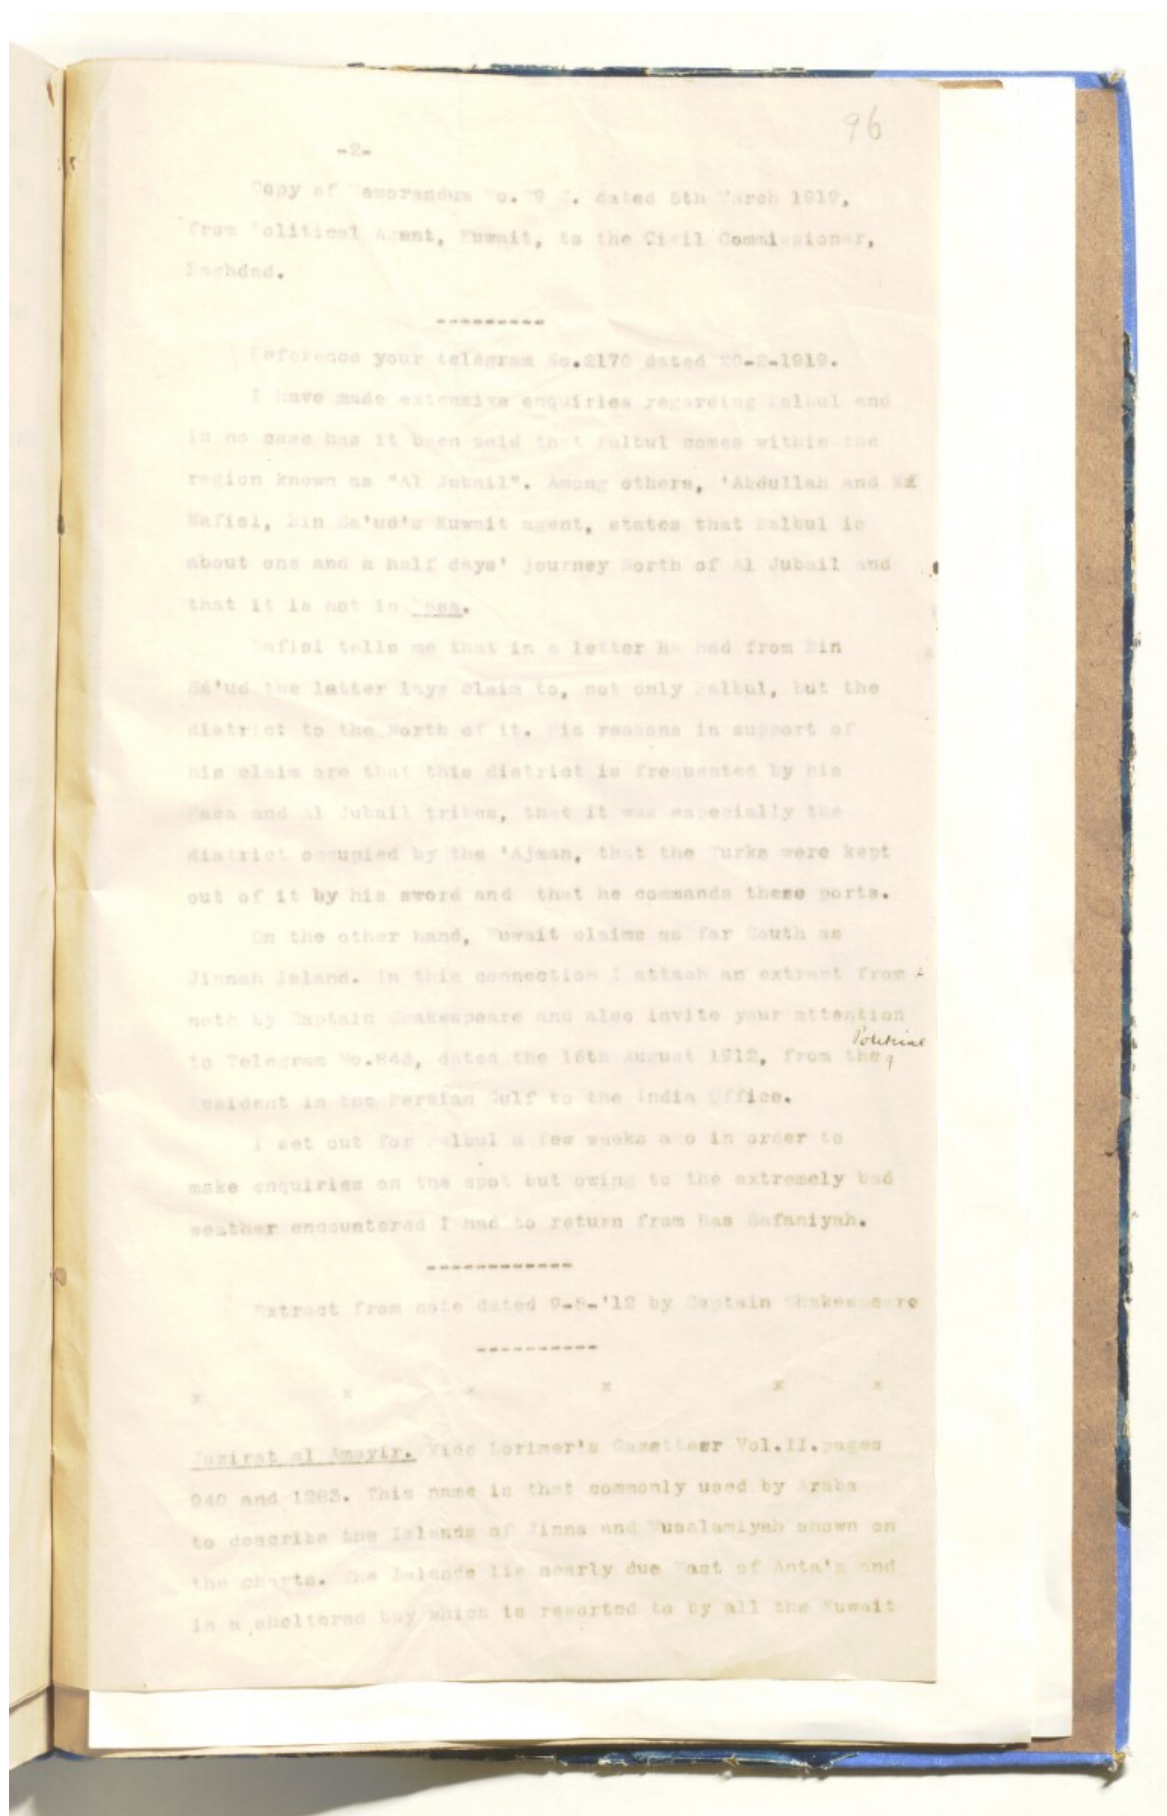 96
-2-
Copy of Memorandum No. dated 5th March 1919,
from Political Agent, Kuwait, to the Civil Commissioner,
Baghdad.
---------
Reference your telegram No.2170 dated 20-2-1919.
I have made extensive enquiries regarding Balbul and
in no case has it been said that Balbul comes within the
region known as "Al Jubail". Among others, 'Abdullah and
Nafisi, Bin Sa'ud's Kuwait agent, states that Balbul is
about one and a half days' journey North of Al Jubail and
that it is not in Hasa.
Nafisi tells me that in a letter he had from Bin
Sa'ud the latter lays claim to, not only Balbul, but the
district to the North of it. His reasons in support of
his claim are that this district is frequented by his
Hasa and Al Jubail tribes, that it was especially the
district occupied by the 'Ajman, that the Turks were kept
out of it by his sword and that he commands these ports.
On the other hand, Kuwait claims as far South as
Jinnah Island. In this connection I attach an extract from a
note by Captain Shakespeare and also invite your attention
to Telegram No.843, dated the 16th August 1912, from the Political
Resident in the Persian Gulf to the India Office.
I set out for Balbul a few weeks ago in order to
make enquiries on the spot but owing to the extremely bad
weather encountered I had to return from Ras Safaniyah.
------------
Extract from note dated 9-8-'12 by Captain Shakespeare
----------
x x x x x x
Jazirat al Amayir. Vide Lorimer's Gazetteer Vol.II.pages
940 and 1283. This name is that commonly used by Arabs
to describe the Islands of Jinna and Musalamiyah shown on
the charts. The Islands lie nearly due East of Anta'a and
in a sheltered bay which is resorted to by all the Kuwait